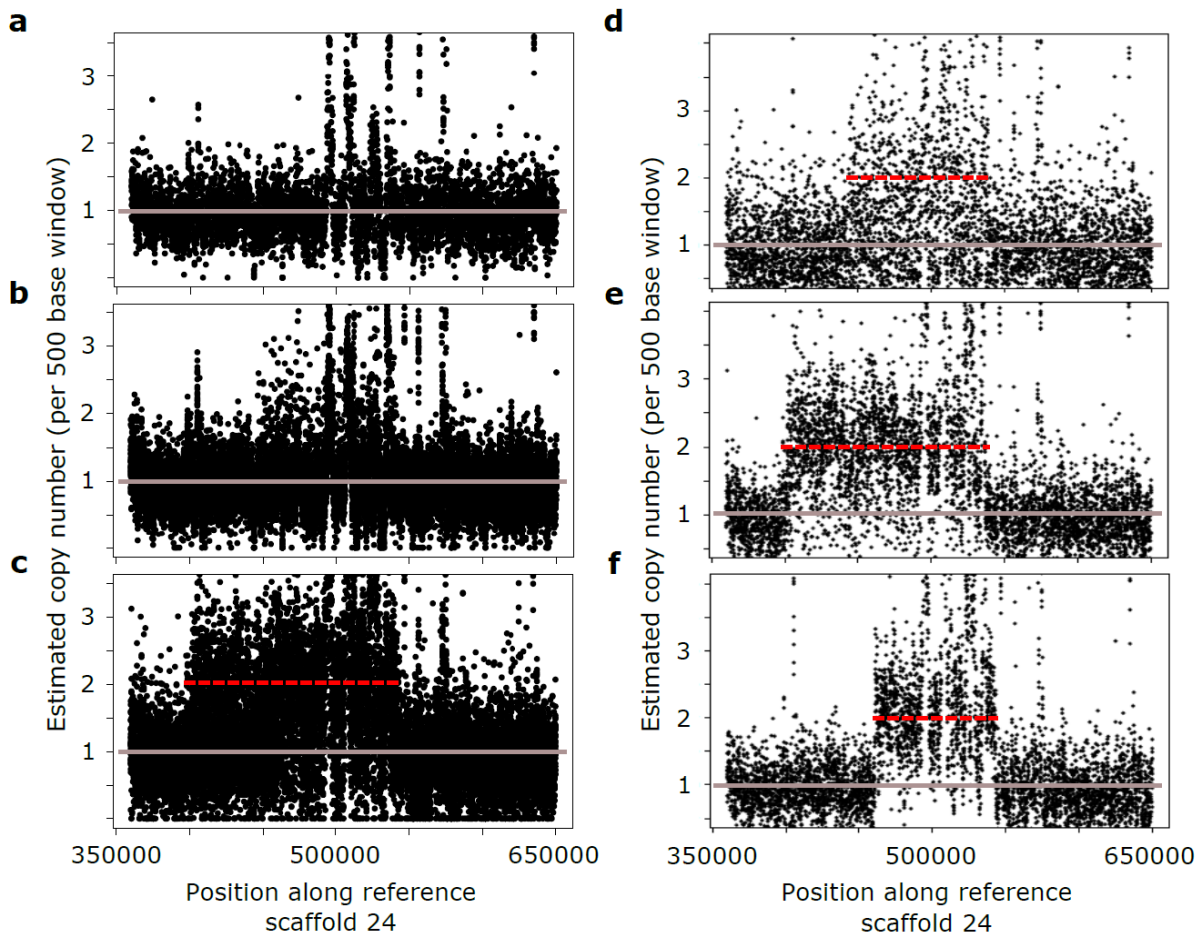 a
3
2
1
b
3
2
1
c
3
2
1
Estimated copy number (per 500 base window)
350000
500000
650000
Position along reference
scaffold 24
d
3
2
1
e
3
2
1
f
3
2
1
Estimated copy number (per 500 base window)
350000
500000
650000
Position along reference
scaffold 24